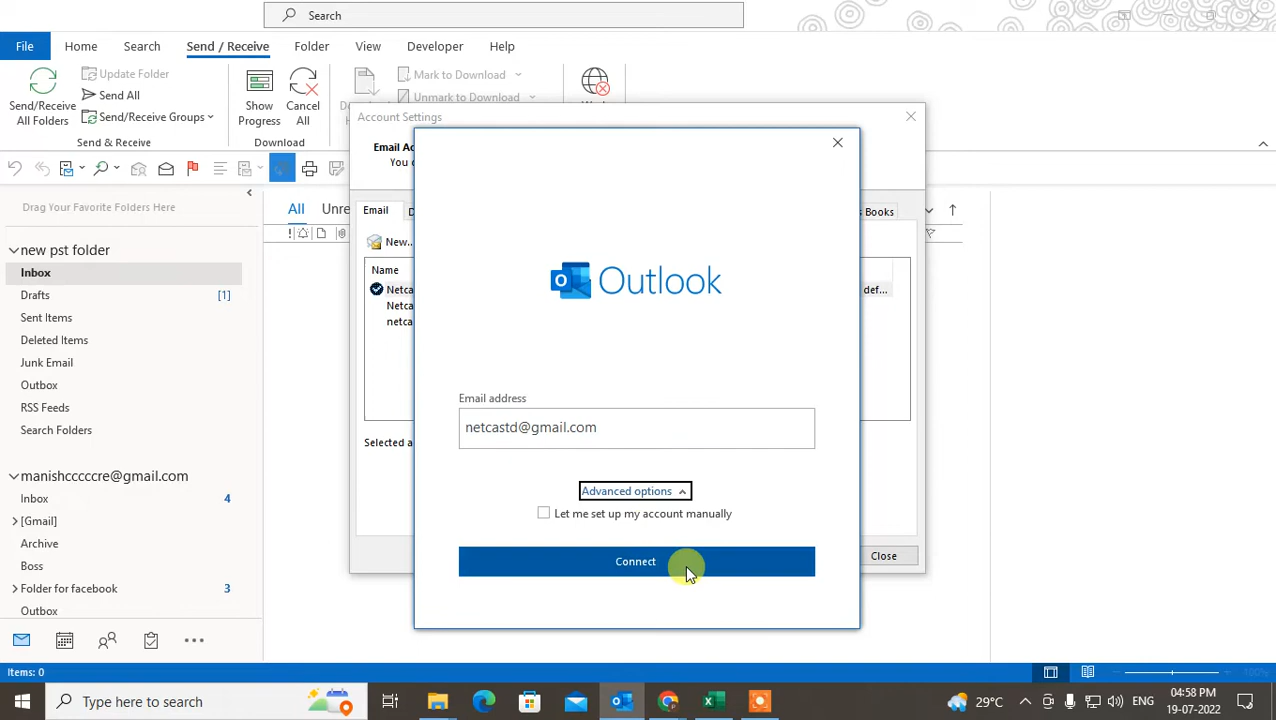 Search
File Home Search Send / Receive Folder View Developer Help
Send/Receive All Folders
Update Folder
Send All
Send/Receive Groups
Send & Receive
Show Progress
Cancel All
Download
Mark to Download
Unmark to Download
Account Settings
Drag Your Favorite Folders Here
new pst folder
Inbox
Drafts [1]
Sent Items
Deleted Items
Junk Email
Outbox
RSS Feeds
Search Folders
manishcccccre@gmail.com
Inbox 4
[Gmail]
Archive
Boss
Folder for facebook 3
Outbox
All
Email
Books
New...
Name
def...
Close
Outlook
Email address
netcastd@gmail.com
Advanced options
Let me set up my account manually
Connect
Items: 0
Type here to search
29°C
ENG
04:58 PM
19-07-2022